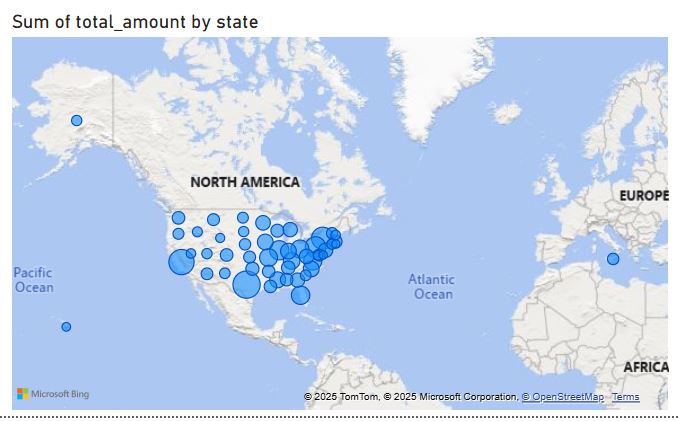 Sum of total_amount by state
NORTH AMERICA
EUROPE
Pacific
Ocean
Atlantic
Ocean
AFRICA
Microsoft Bing
© 2025 TomTom, © 2025 Microsoft Corporation, © OpenStreetMap Terms